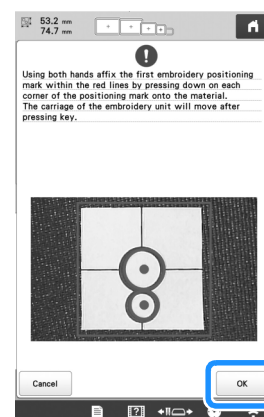 53.2 mm
74.7 mm
Using both hands affix the first embroidery positioning
mark within the red lines by pressing down on each
corner of the positioning mark onto the material.
The carriage of the embroidery unit will move after
pressing key.
Cancel
OK